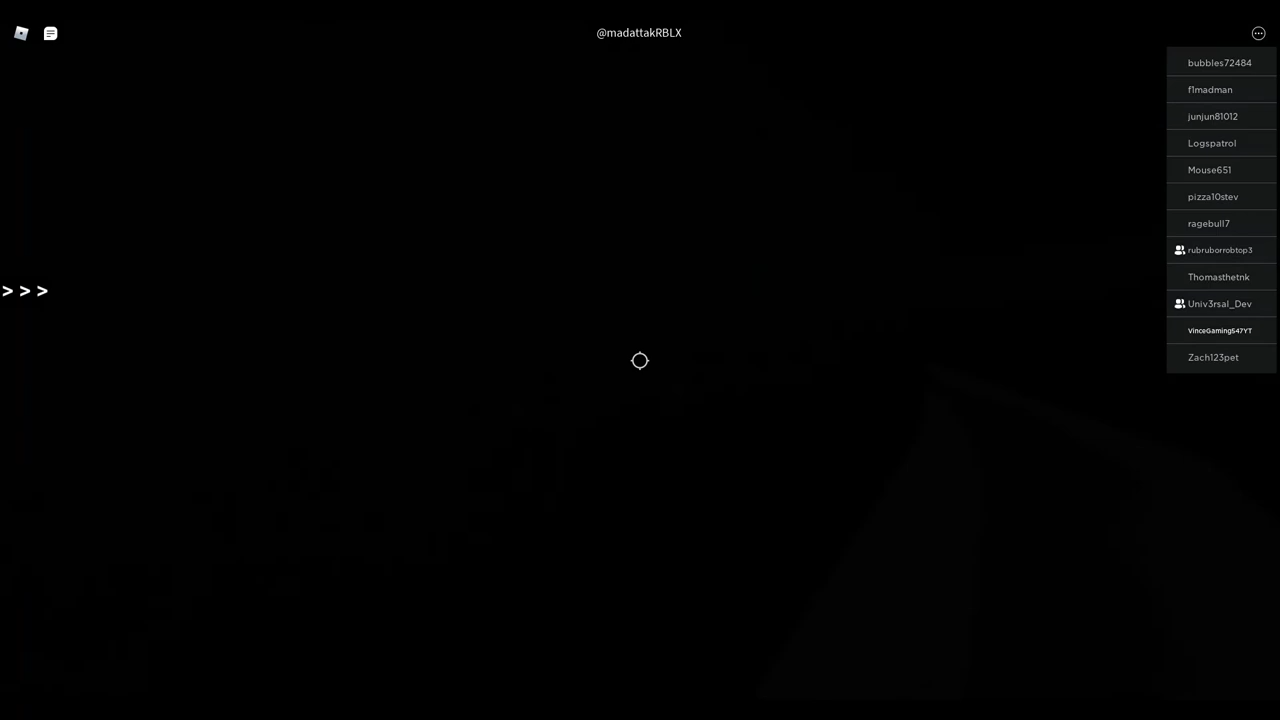 @madattakRBLX
bubbles72484
f1madman
junjun81012
Logspatrol
Mouse651
pizza10stev
ragebull7
rubruborrobtop3
>>>
Thomasthetnk
Univ3rsal_Dev
VinceGaming547YT
Zach123pet